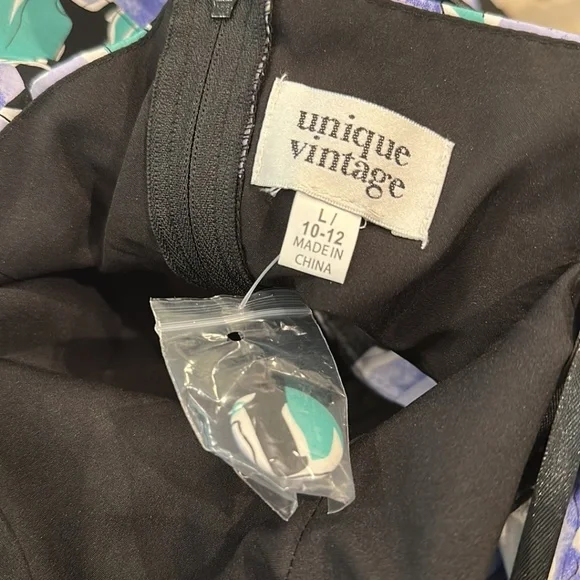 unique
vintage
L/
10-12
MADE IN
CHINA